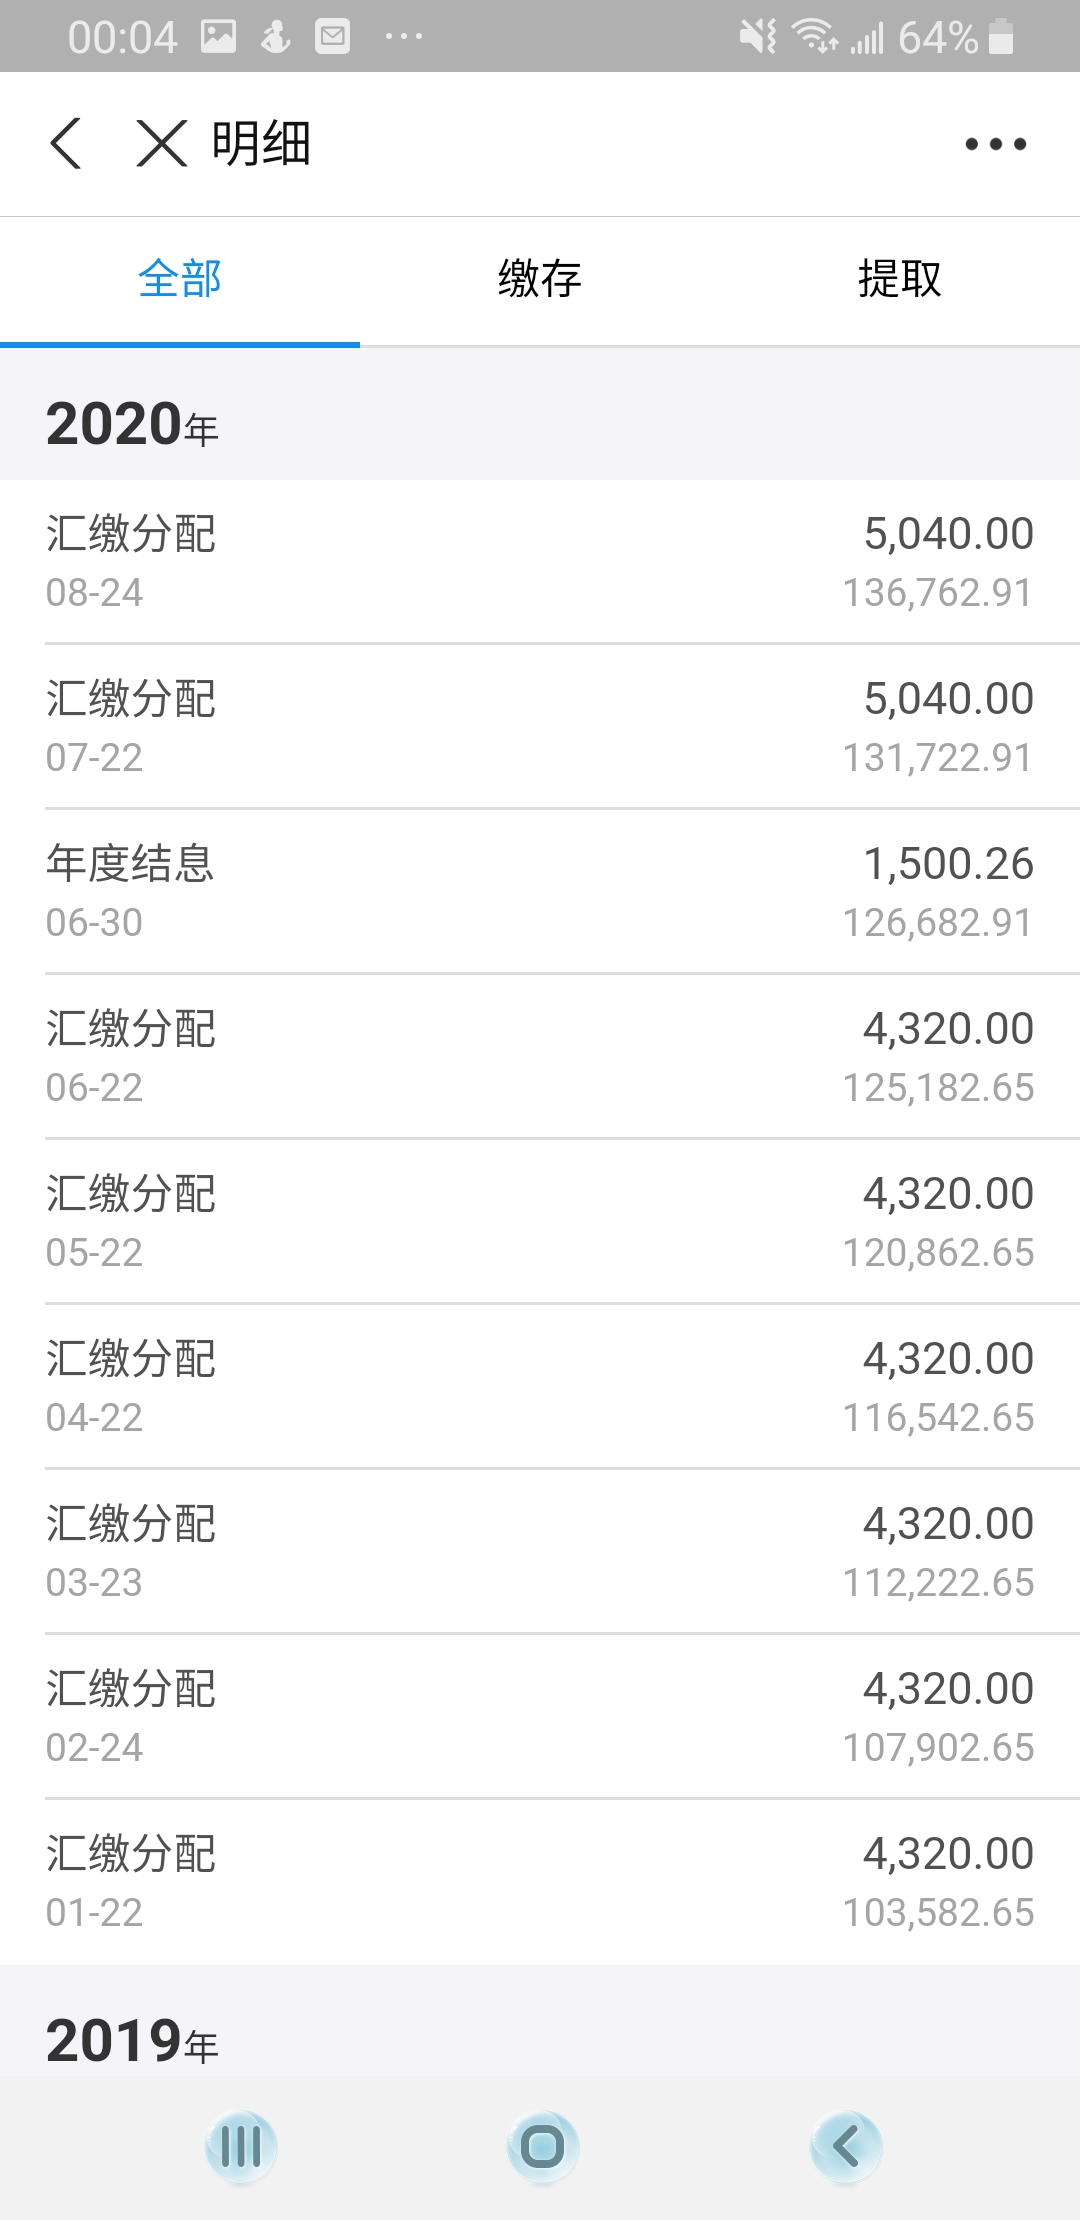 00:04 64%
明细
全部 缴存 提取
2020年
汇缴分配 5,040.00
08-24 136,762.91
汇缴分配 5,040.00
07-22 131,722.91
年度结息 1,500.26
06-30 126,682.91
汇缴分配 4,320.00
06-22 125,182.65
汇缴分配 4,320.00
05-22 120,862.65
汇缴分配 4,320.00
04-22 116,542.65
汇缴分配 4,320.00
03-23 112,222.65
汇缴分配 4,320.00
02-24 107,902.65
汇缴分配 4,320.00
01-22 103,582.65
2019年